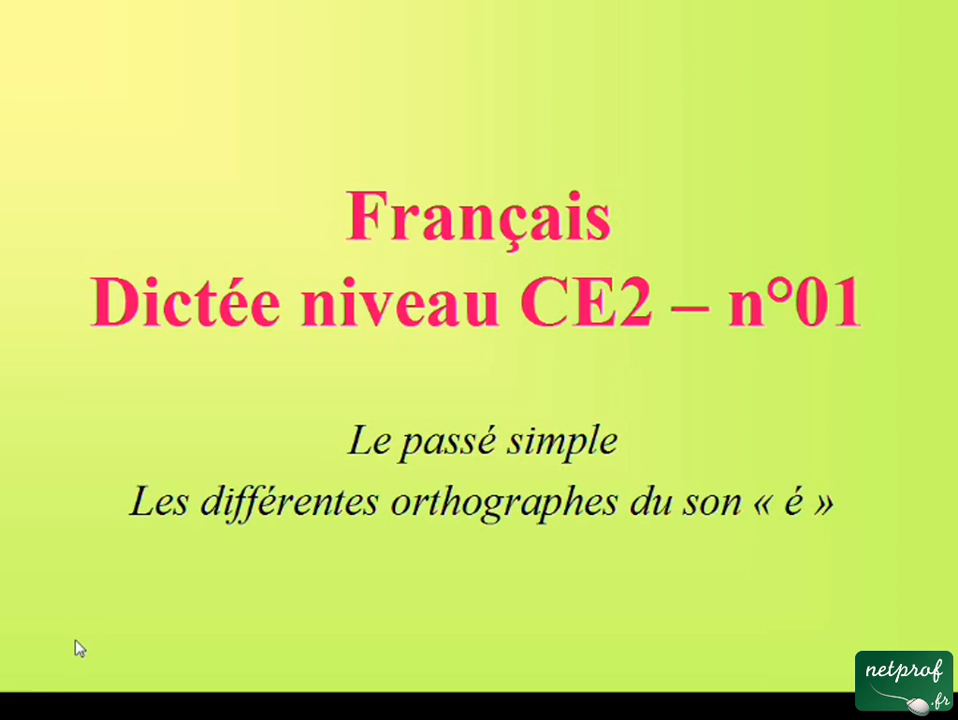 Français
Dictée niveau CE2 – n°01
Le passé simple
Les différentes orthographes du son « é »
netprof
.fr